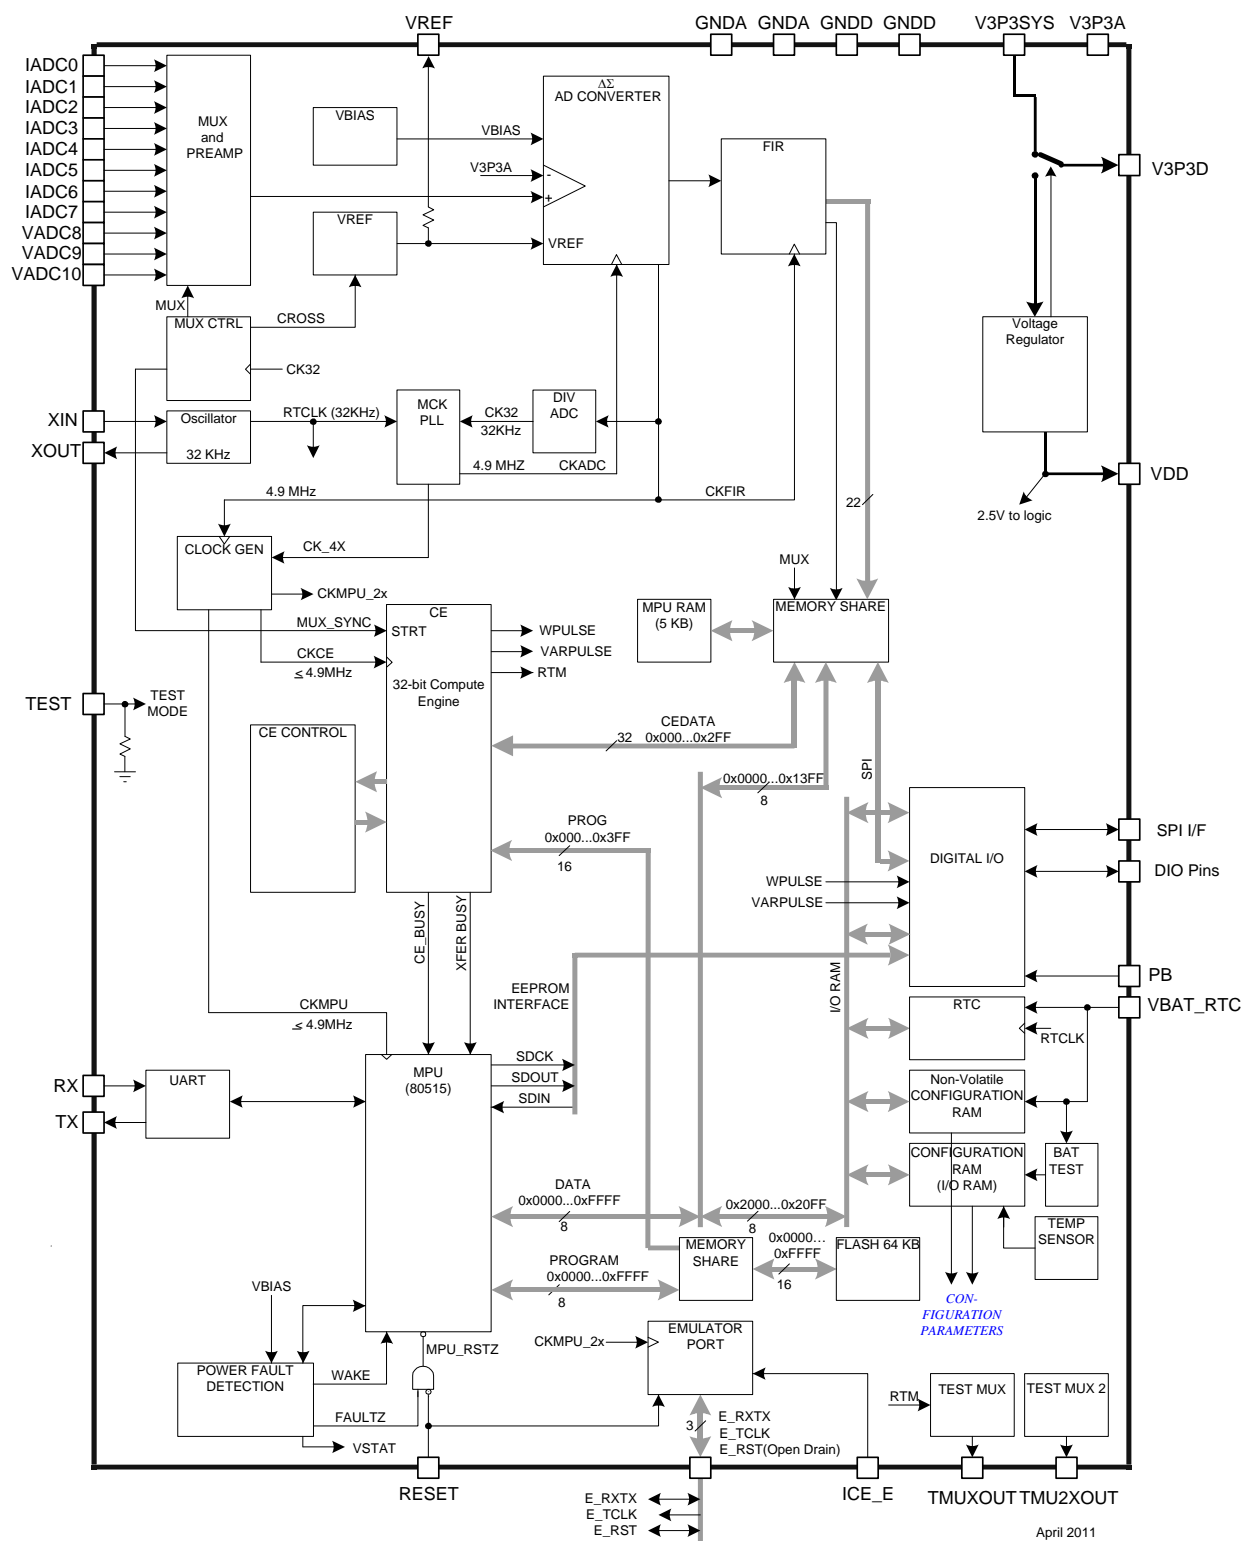 VREF
GNDA
GNDA
GNDD
GNDD
V3P3SYS
V3P3A
IADC0
IADC1
IADC2
IADC3
IADC4
IADC5
IADC6
IADC7
VADC8
VADC9
VADC10
MUX
and
PREAMP
VBIAS
VBIAS
V3P3A
ΔΣ
AD CONVERTER
-
+
VREF
VREF
FIR
V3P3D
MUX
MUX CTRL
CROSS
CK32
Voltage
Regulator
XIN
XOUT
Oscillator
32 KHz
RTCLK (32KHz)
MCK
PLL
CK32
32KHz
DIV
ADC
4.9 MHZ
CKADC
4.9 MHz
CKFIR
22
VDD
2.5V to logic
CLOCK GEN
CK_4X
CKMPU_2x
MUX_SYNC
CKCE
≤ 4.9MHz
CE
STRT
32-bit Compute
Engine
WPULSE
VARPULSE
RTM
MUX
MPU RAM
(5 KB)
MEMORY SHARE
TEST
TEST
MODE
CE CONTROL
CEDATA
32
0x000...0x2FF
0x0000...0x13FF
8
SPI
PROG
0x000...0x3FF
16
DIGITAL I/O
WPULSE
VARPULSE
SPI I/F
DIO Pins
PB
VBAT_RTC
CE_BUSY
XFER BUSY
EEPROM
INTERFACE
I/O RAM
CKMPU
≤ 4.9MHz
RTC
RTCLK
RX
TX
UART
MPU
(80515)
SDCK
SDOUT
SDIN
Non-Volatile
CONFIGURATION
RAM
CONFIGURATION
RAM
(I/O RAM)
BAT
TEST
TEMP
SENSOR
DATA
0x0000...0xFFFF
8
0x2000...0x20FF
8
PROGRAM
0x0000...0xFFFF
8
MEMORY
SHARE
0x0000...
0xFFFF
16
FLASH 64 KB
CON-
FIGURATION
PARAMETERS
VBIAS
POWER FAULT
DETECTION
WAKE
FAULTZ
VSTAT
MPU_RSTZ
CKMPU_2x
EMULATOR
PORT
3
E_RXTX
E_TCLK
E_RST(Open Drain)
RTM
TEST MUX
TEST MUX 2
RESET
ICE_E
TMUXOUT
TMU2XOUT
E_RXTX
E_TCLK
E_RST
April 2011